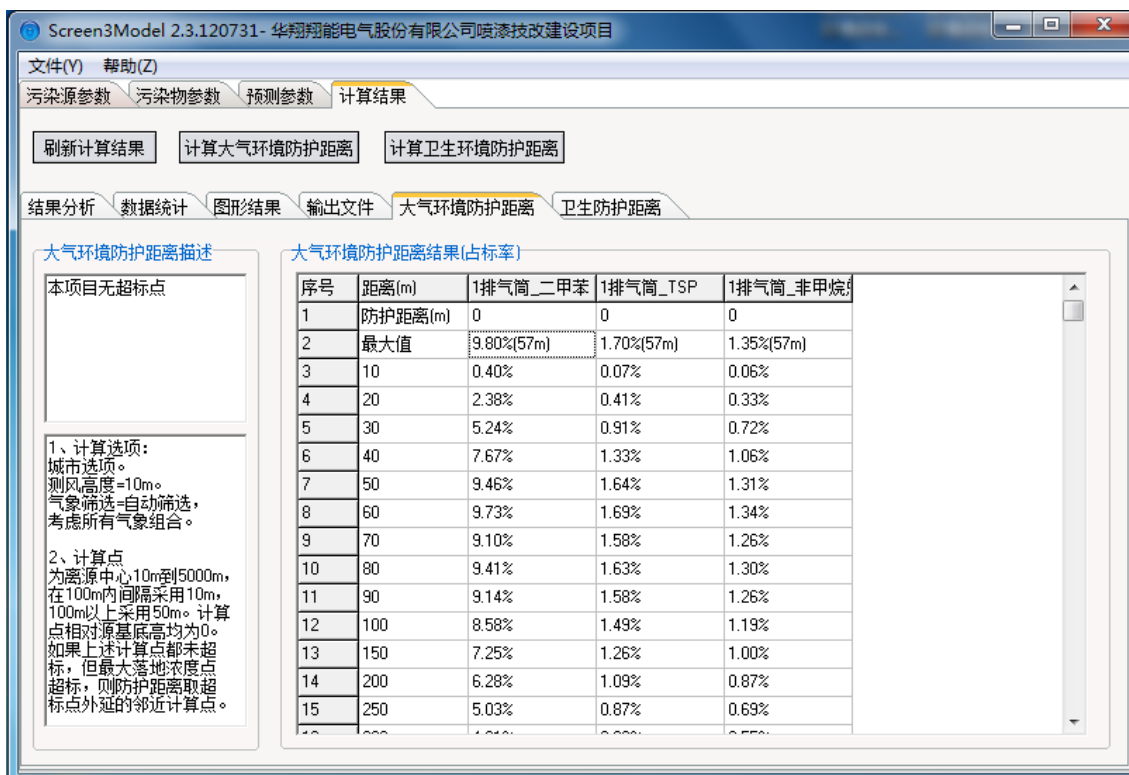 Screen3Model 2.3.120731- 华翔翔能电气股份有限公司喷漆技改建设项目
文件(Y) 帮助(Z)
污染源参数 污染物参数 预测参数 计算结果
刷新计算结果 计算大气环境防护距离 计算卫生环境防护距离
结果分析 数据统计 图形结果 输出文件 大气环境防护距离 卫生防护距离
大气环境防护距离描述
本项目无超标点
1、计算选项:
城市选项。
测风高度=10m。
气象筛选=自动筛选,
考虑所有气象组合。
2、计算点
为离源中心10m到5000m,
在100m内间隔采用10m,
100m以上采用50m。计算
点相对源基底高均为0。
如果上述计算点都未超
标,但最大落地浓度点
超标,则防护距离取超
标点外延的邻近计算点。
大气环境防护距离结果(占标率)
序号 距离(m) 1排气筒_二甲苯 1排气筒_TSP 1排气筒_非甲烷
1 防护距离(m) 0 0 0
2 最大值 9.80%(57m) 1.70%(57m) 1.35%(57m)
3 10 0.40% 0.07% 0.06%
4 20 2.38% 0.41% 0.33%
5 30 5.24% 0.91% 0.72%
6 40 7.67% 1.33% 1.06%
7 50 9.46% 1.64% 1.31%
8 60 9.73% 1.69% 1.34%
9 70 9.10% 1.58% 1.26%
10 80 9.41% 1.63% 1.30%
11 90 9.14% 1.58% 1.26%
12 100 8.58% 1.49% 1.19%
13 150 7.25% 1.26% 1.00%
14 200 6.28% 1.09% 0.87%
15 250 5.03% 0.87% 0.69%